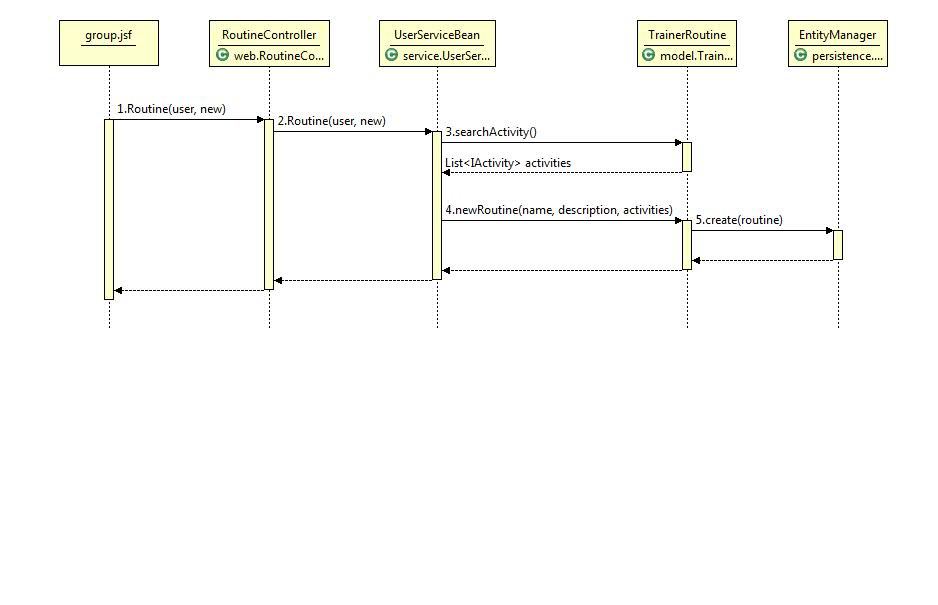 group.jsf
RoutineController
web.RoutineCo...
UserServiceBean
service.UserSer...
TrainerRoutine
model.Train...
EntityManager
persistence....
1.Routine(user, new)
2.Routine(user, new)
3.searchActivity()
List<IActivity> activities
4.newRoutine(name, description, activities)
5.create(routine)